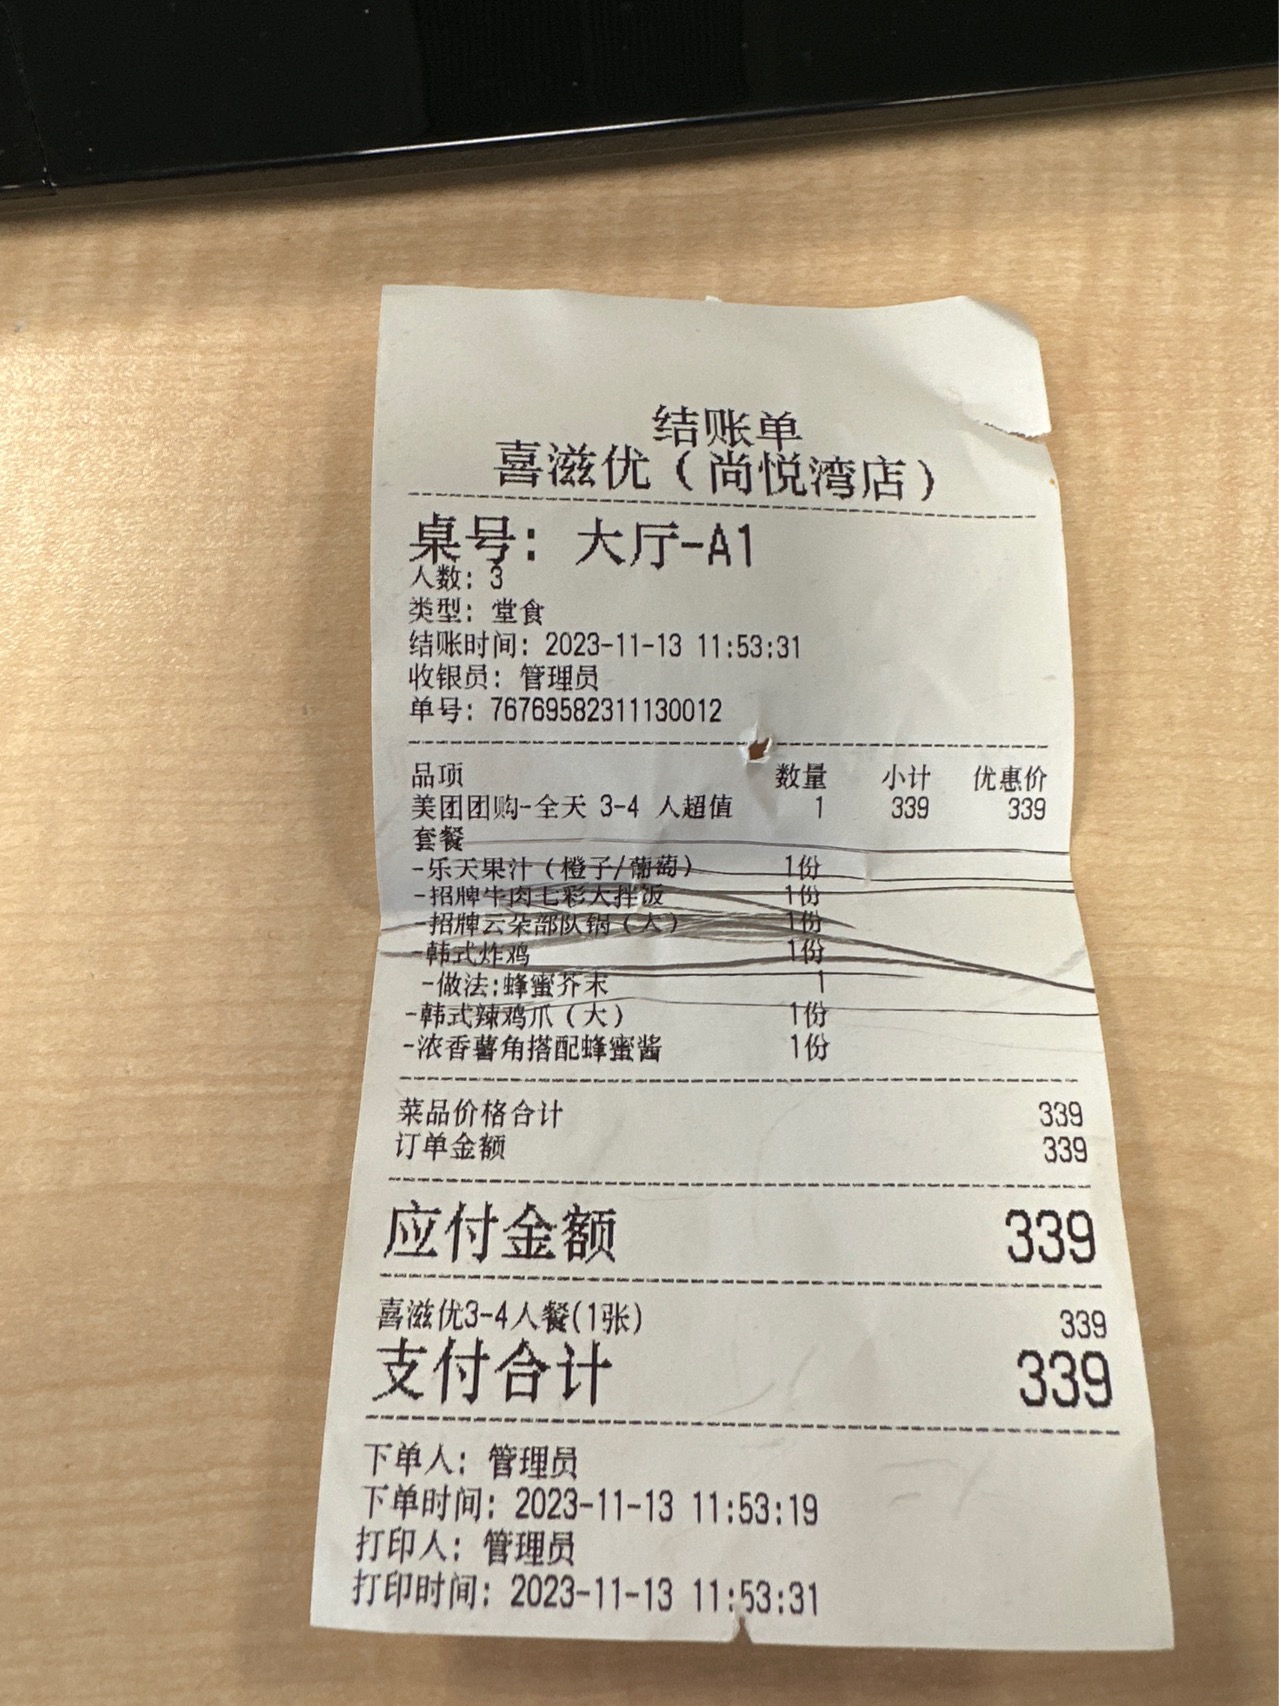 结账单
喜滋优（尚悦湾店）
桌号: 大厅-A1
人数: 3
类型: 堂食
结账时间: 2023-11-13 11:53:31
收银员: 管理员
单号: 76769582311130012
品项 数量 小计 优惠价
美团团购-全天 3-4 人超值 1 339 339
套餐
-乐天果汁（橙子/葡萄） 1份
-招牌牛肉七彩大拌饭 1份
-招牌云朵部队锅（大） 1份
-韩式炸鸡 1份
-做法:蜂蜜芥末 1
-韩式辣鸡爪（大） 1份
-浓香薯角搭配蜂蜜酱 1份
菜品价格合计 339
订单金额 339
应付金额 339
喜滋优3-4人餐(1张) 339
支付合计 339
下单人: 管理员
下单时间: 2023-11-13 11:53:19
打印人: 管理员
打印时间: 2023-11-13 11:53:31